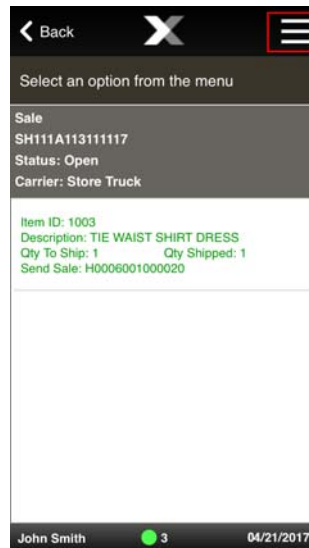 Back
Select an option from the menu
Sale
SH111A113111117
Status: Open
Carrier: Store Truck
Item ID: 1003
Description: TIE WAIST SHIRT DRESS
Qty To Ship: 1 Qty Shipped: 1
Send Sale: H0006001000020
John Smith 3 04/21/2017